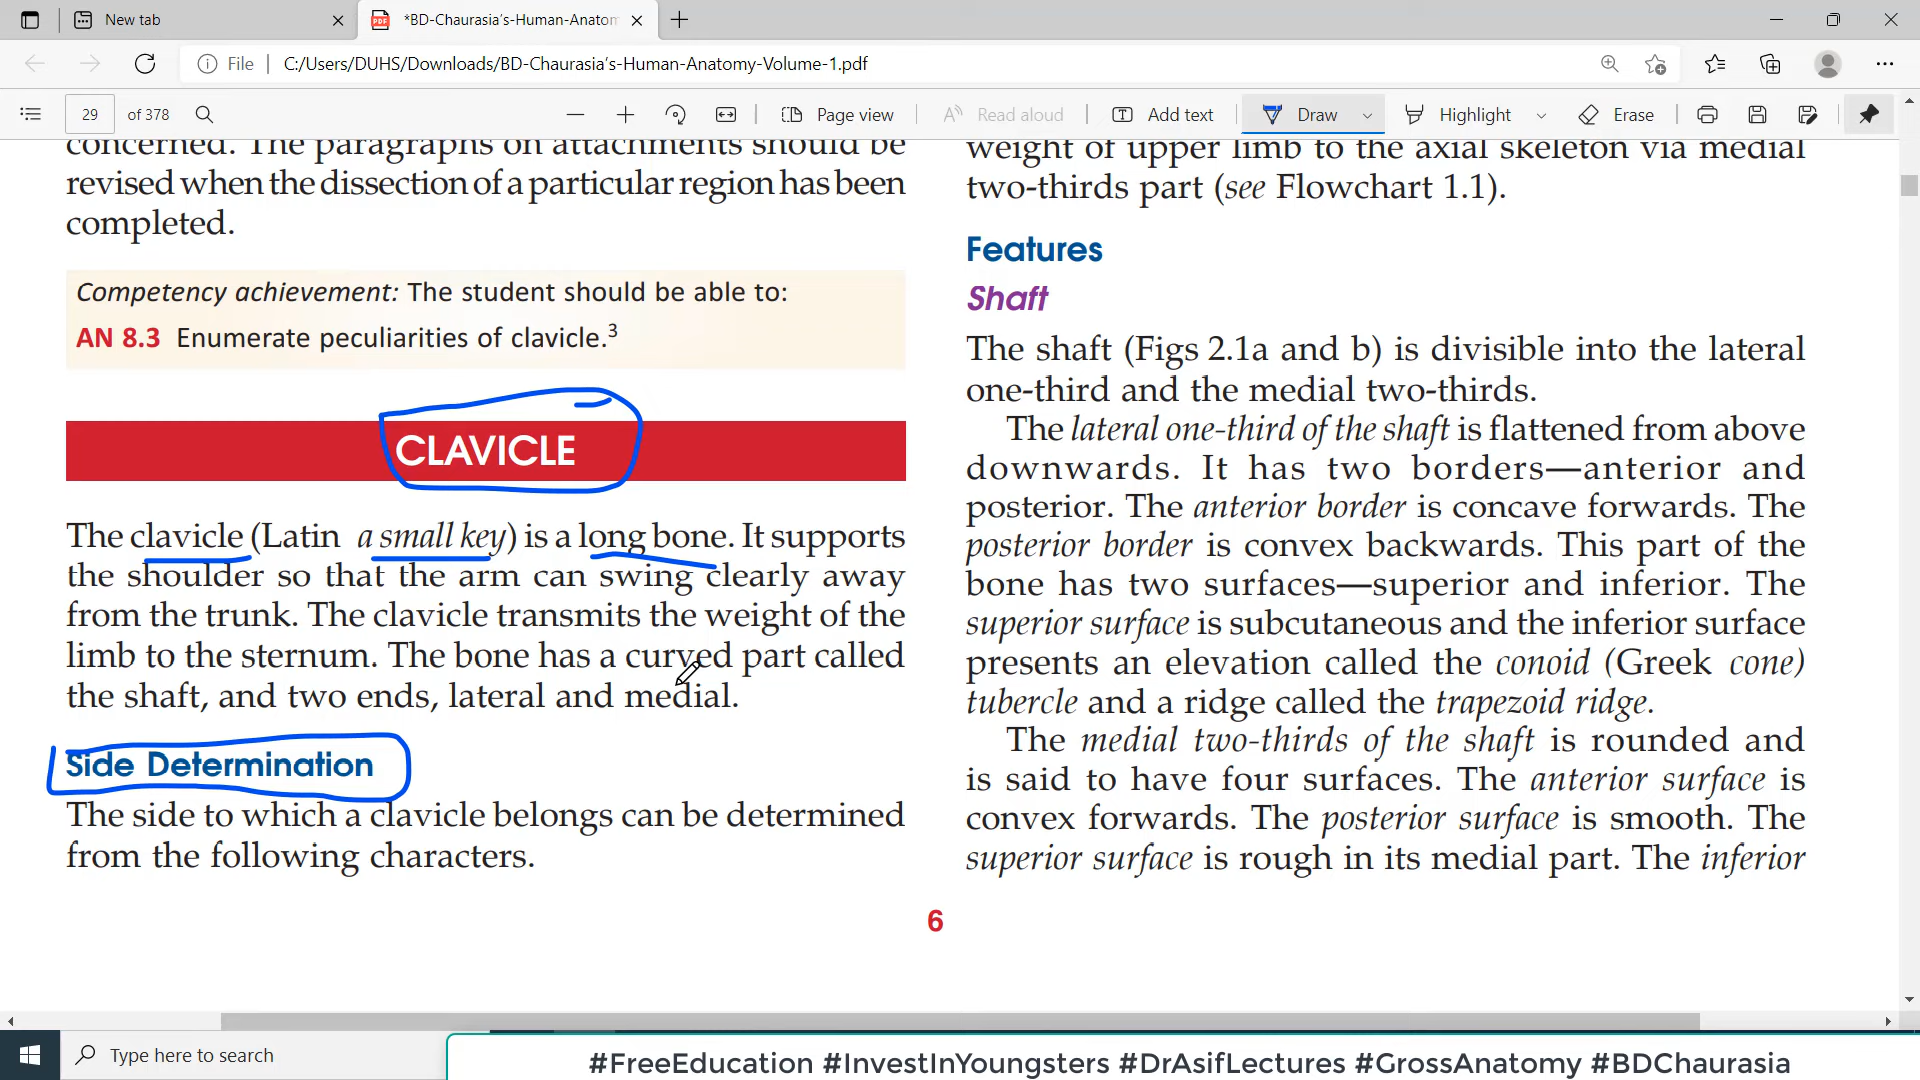 New tab
*BD-Chaurasia's-Human-Anatom
File
C:/Users/DUHS/Downloads/BD-Chaurasia's-Human-Anatomy-Volume-1.pdf
29 of 378
Page view
Read aloud
Add text
Draw
Highlight
Erase
concerned. The paragraphs on attachments should be
revised when the dissection of a particular region has been
completed.
Competency achievement: The student should be able to:
AN 8.3 Enumerate peculiarities of clavicle.3
CLAVICLE
The clavicle (Latin a small key) is a long bone. It supports
the shoulder so that the arm can swing clearly away
from the trunk. The clavicle transmits the weight of the
limb to the sternum. The bone has a curved part called
the shaft, and two ends, lateral and medial.
Side Determination
The side to which a clavicle belongs can be determined
from the following characters.
weight of upper limb to the axial skeleton via medial
two-thirds part (see Flowchart 1.1).
Features
Shaft
The shaft (Figs 2.1a and b) is divisible into the lateral
one-third and the medial two-thirds.
The lateral one-third of the shaft is flattened from above
downwards. It has two borders—anterior and
posterior. The anterior border is concave forwards. The
posterior border is convex backwards. This part of the
bone has two surfaces—superior and inferior. The
superior surface is subcutaneous and the inferior surface
presents an elevation called the conoid (Greek cone)
tubercle and a ridge called the trapezoid ridge.
The medial two-thirds of the shaft is rounded and
is said to have four surfaces. The anterior surface is
convex forwards. The posterior surface is smooth. The
superior surface is rough in its medial part. The inferior
6
Type here to search
#FreeEducation #InvestInYoungsters #DrAsifLectures #GrossAnatomy #BDChaurasia